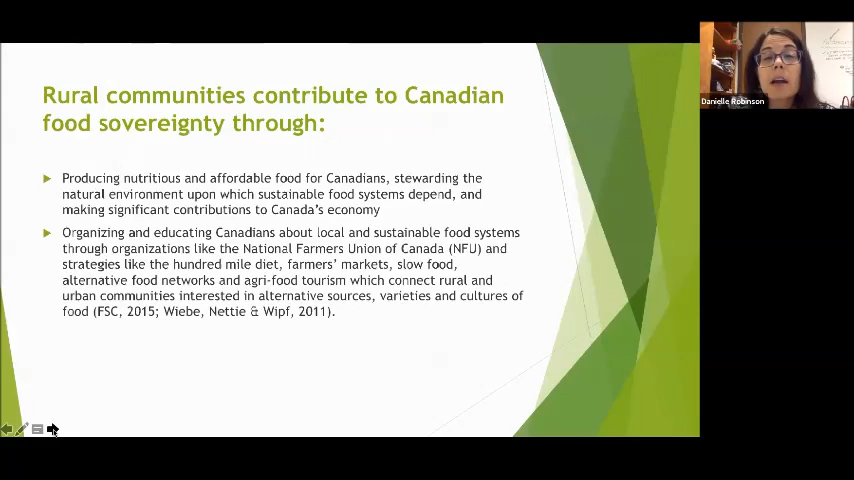 Rural communities contribute to Canadian
food sovereignty through:
Producing nutritious and affordable food for Canadians, stewarding the
natural environment upon which sustainable food systems depend, and
making significant contributions to Canada's economy
Organizing and educating Canadians about local and sustainable food systems
through organizations like the National Farmers Union of Canada (NFU) and
strategies like the hundred mile diet, farmers' markets, slow food,
alternative food networks and agri-food tourism which connect rural and
urban communities interested in alternative sources, varieties and cultures of
food (FSC, 2015; Wiebe, Nettie & Wipf, 2011).
Danielle Robinson